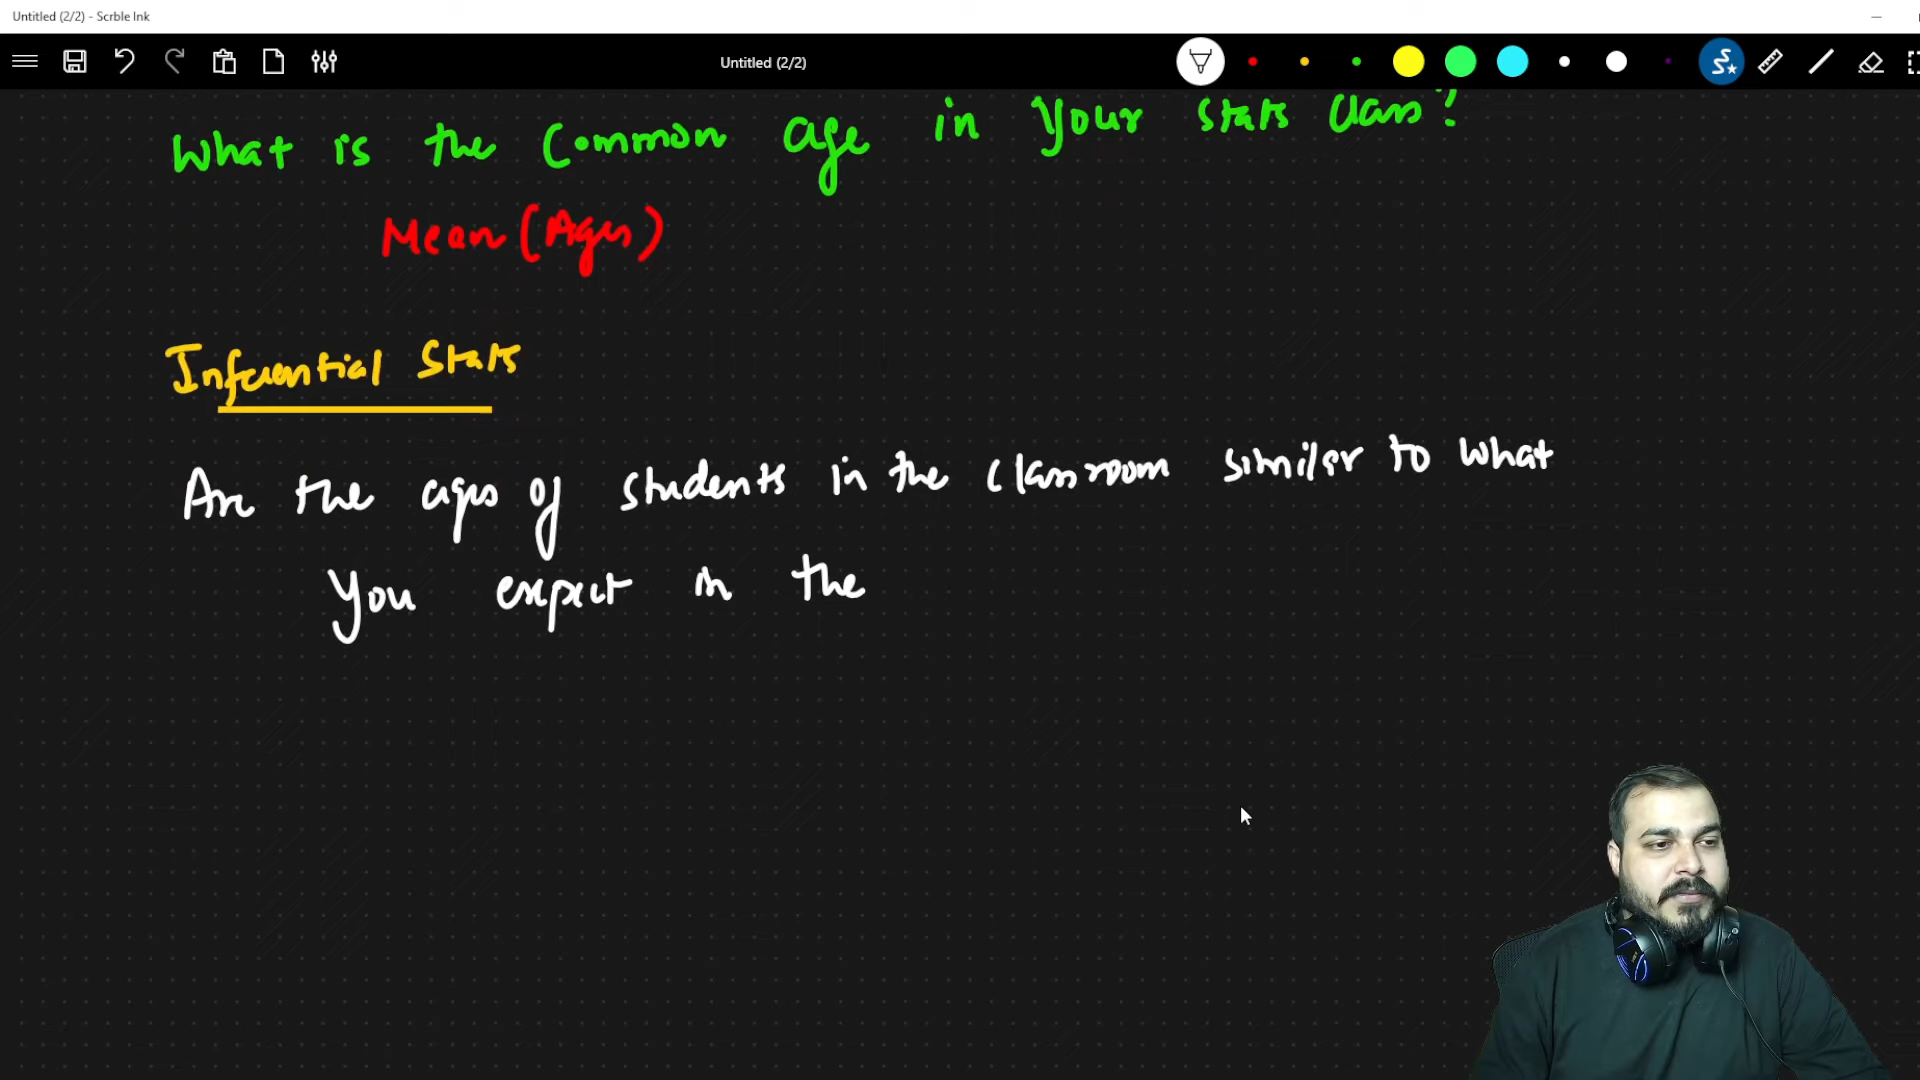 Untitled (2/2) - Scrble Ink
Untitled (2/2)
What is the Common age in Your Stats Class?
Mean (Ages)
Inferential Stats
Are the ages of students in the classroom similar to what
You expect in the